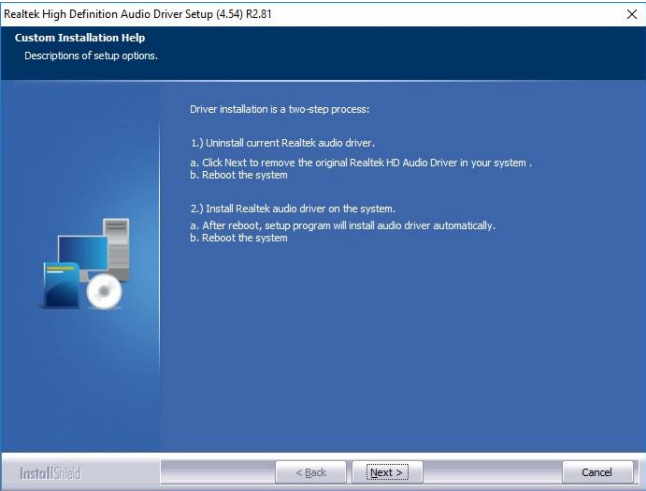 Realtek High Definition Audio Driver Setup (4.54) R2.81
Custom Installation Help
Descriptions of setup options.
Driver installation is a two-step process:
1.) Uninstall current Realtek audio driver.
a. Click Next to remove the original Realtek HD Audio Driver in your system .
b. Reboot the system
2.) Install Realtek audio driver on the system.
a. After reboot, setup program will install audio driver automatically.
b. Reboot the system
InstallShield
< Back
Next >
Cancel